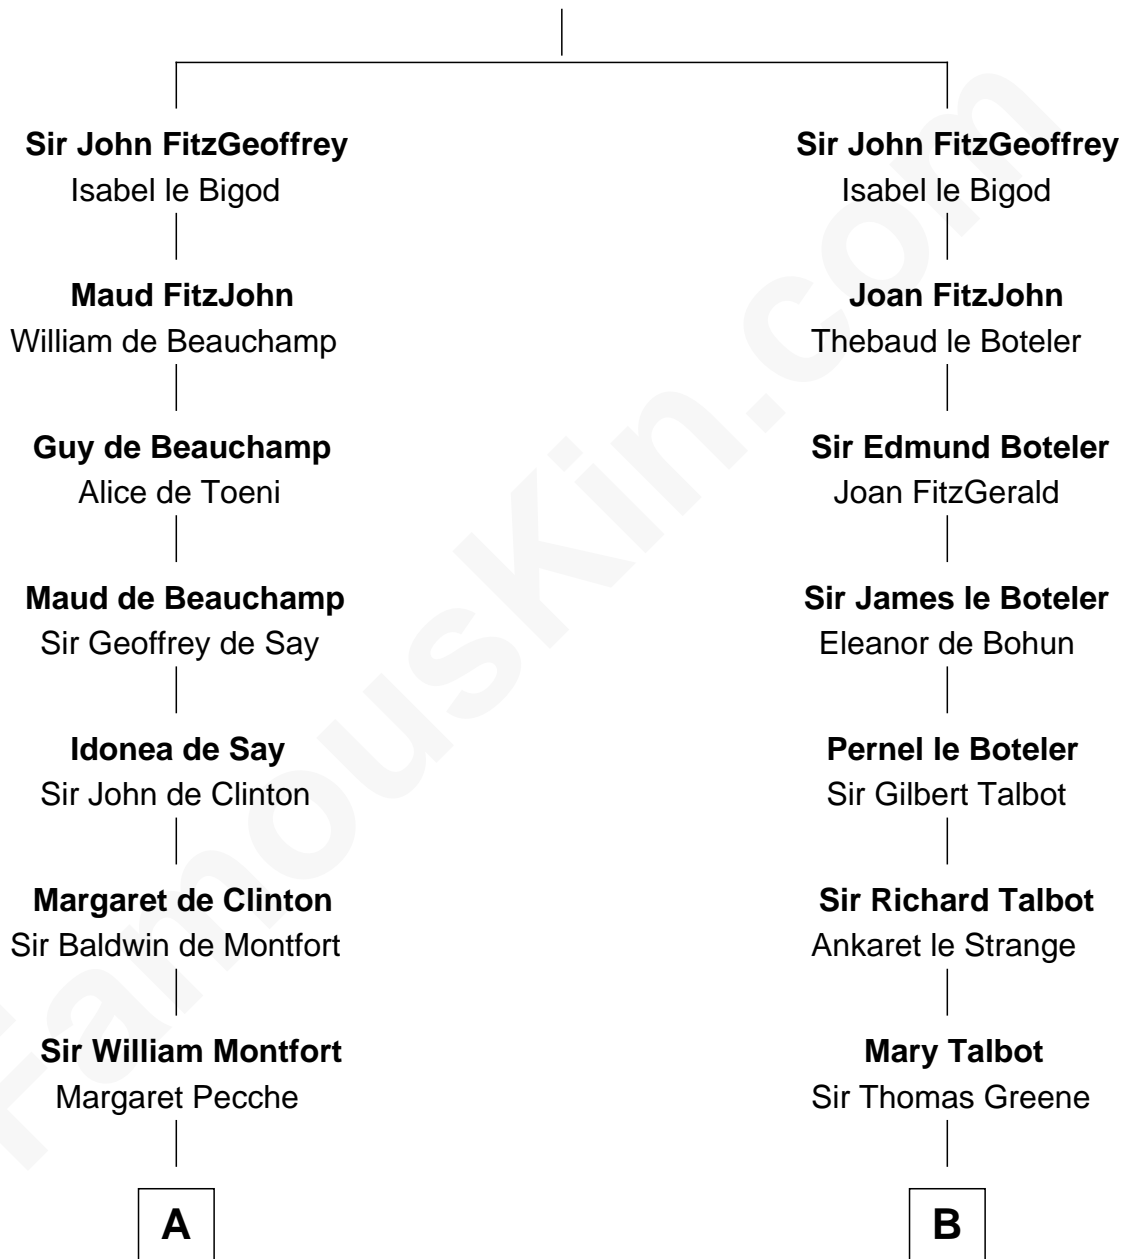 Sir John FitzGeoffrey
Isabel le Bigod
Maud FitzJohn
William de Beauchamp
Guy de Beauchamp
Alice de Toeni
Maud de Beauchamp
Sir Geoffrey de Say
Idonea de Say
Sir John de Clinton
Margaret de Clinton
Sir Baldwin de Montfort
Sir William Montfort
Margaret Pecche
A
Sir John FitzGeoffrey
Isabel le Bigod
Joan FitzJohn
Thebaud le Boteler
Sir Edmund Boteler
Joan FitzGerald
Sir James le Boteler
Eleanor de Bohun
Pernel le Boteler
Sir Gilbert Talbot
Sir Richard Talbot
Ankaret le Strange
Mary Talbot
Sir Thomas Greene
B
FamousKin.com